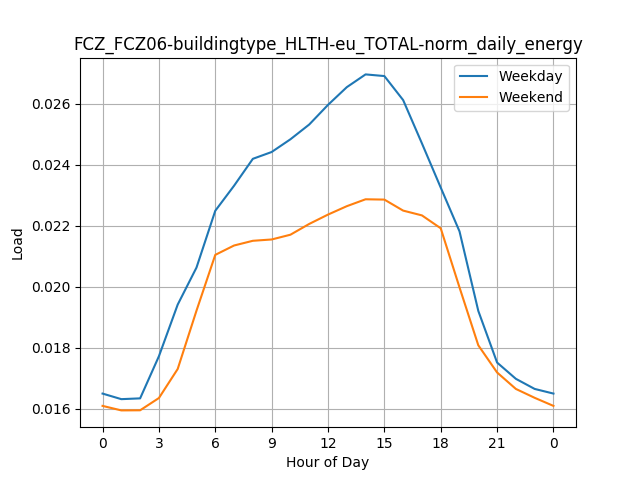 FCZ_FCZ06-buildingtype_HLTH-eu_TOTAL-norm_daily_energy
Weekday
Weekend
0.026
0.024
0.022
0.020
0.018
0.016
Load
0 3 6 9 12 15 18 21 0
Hour of Day